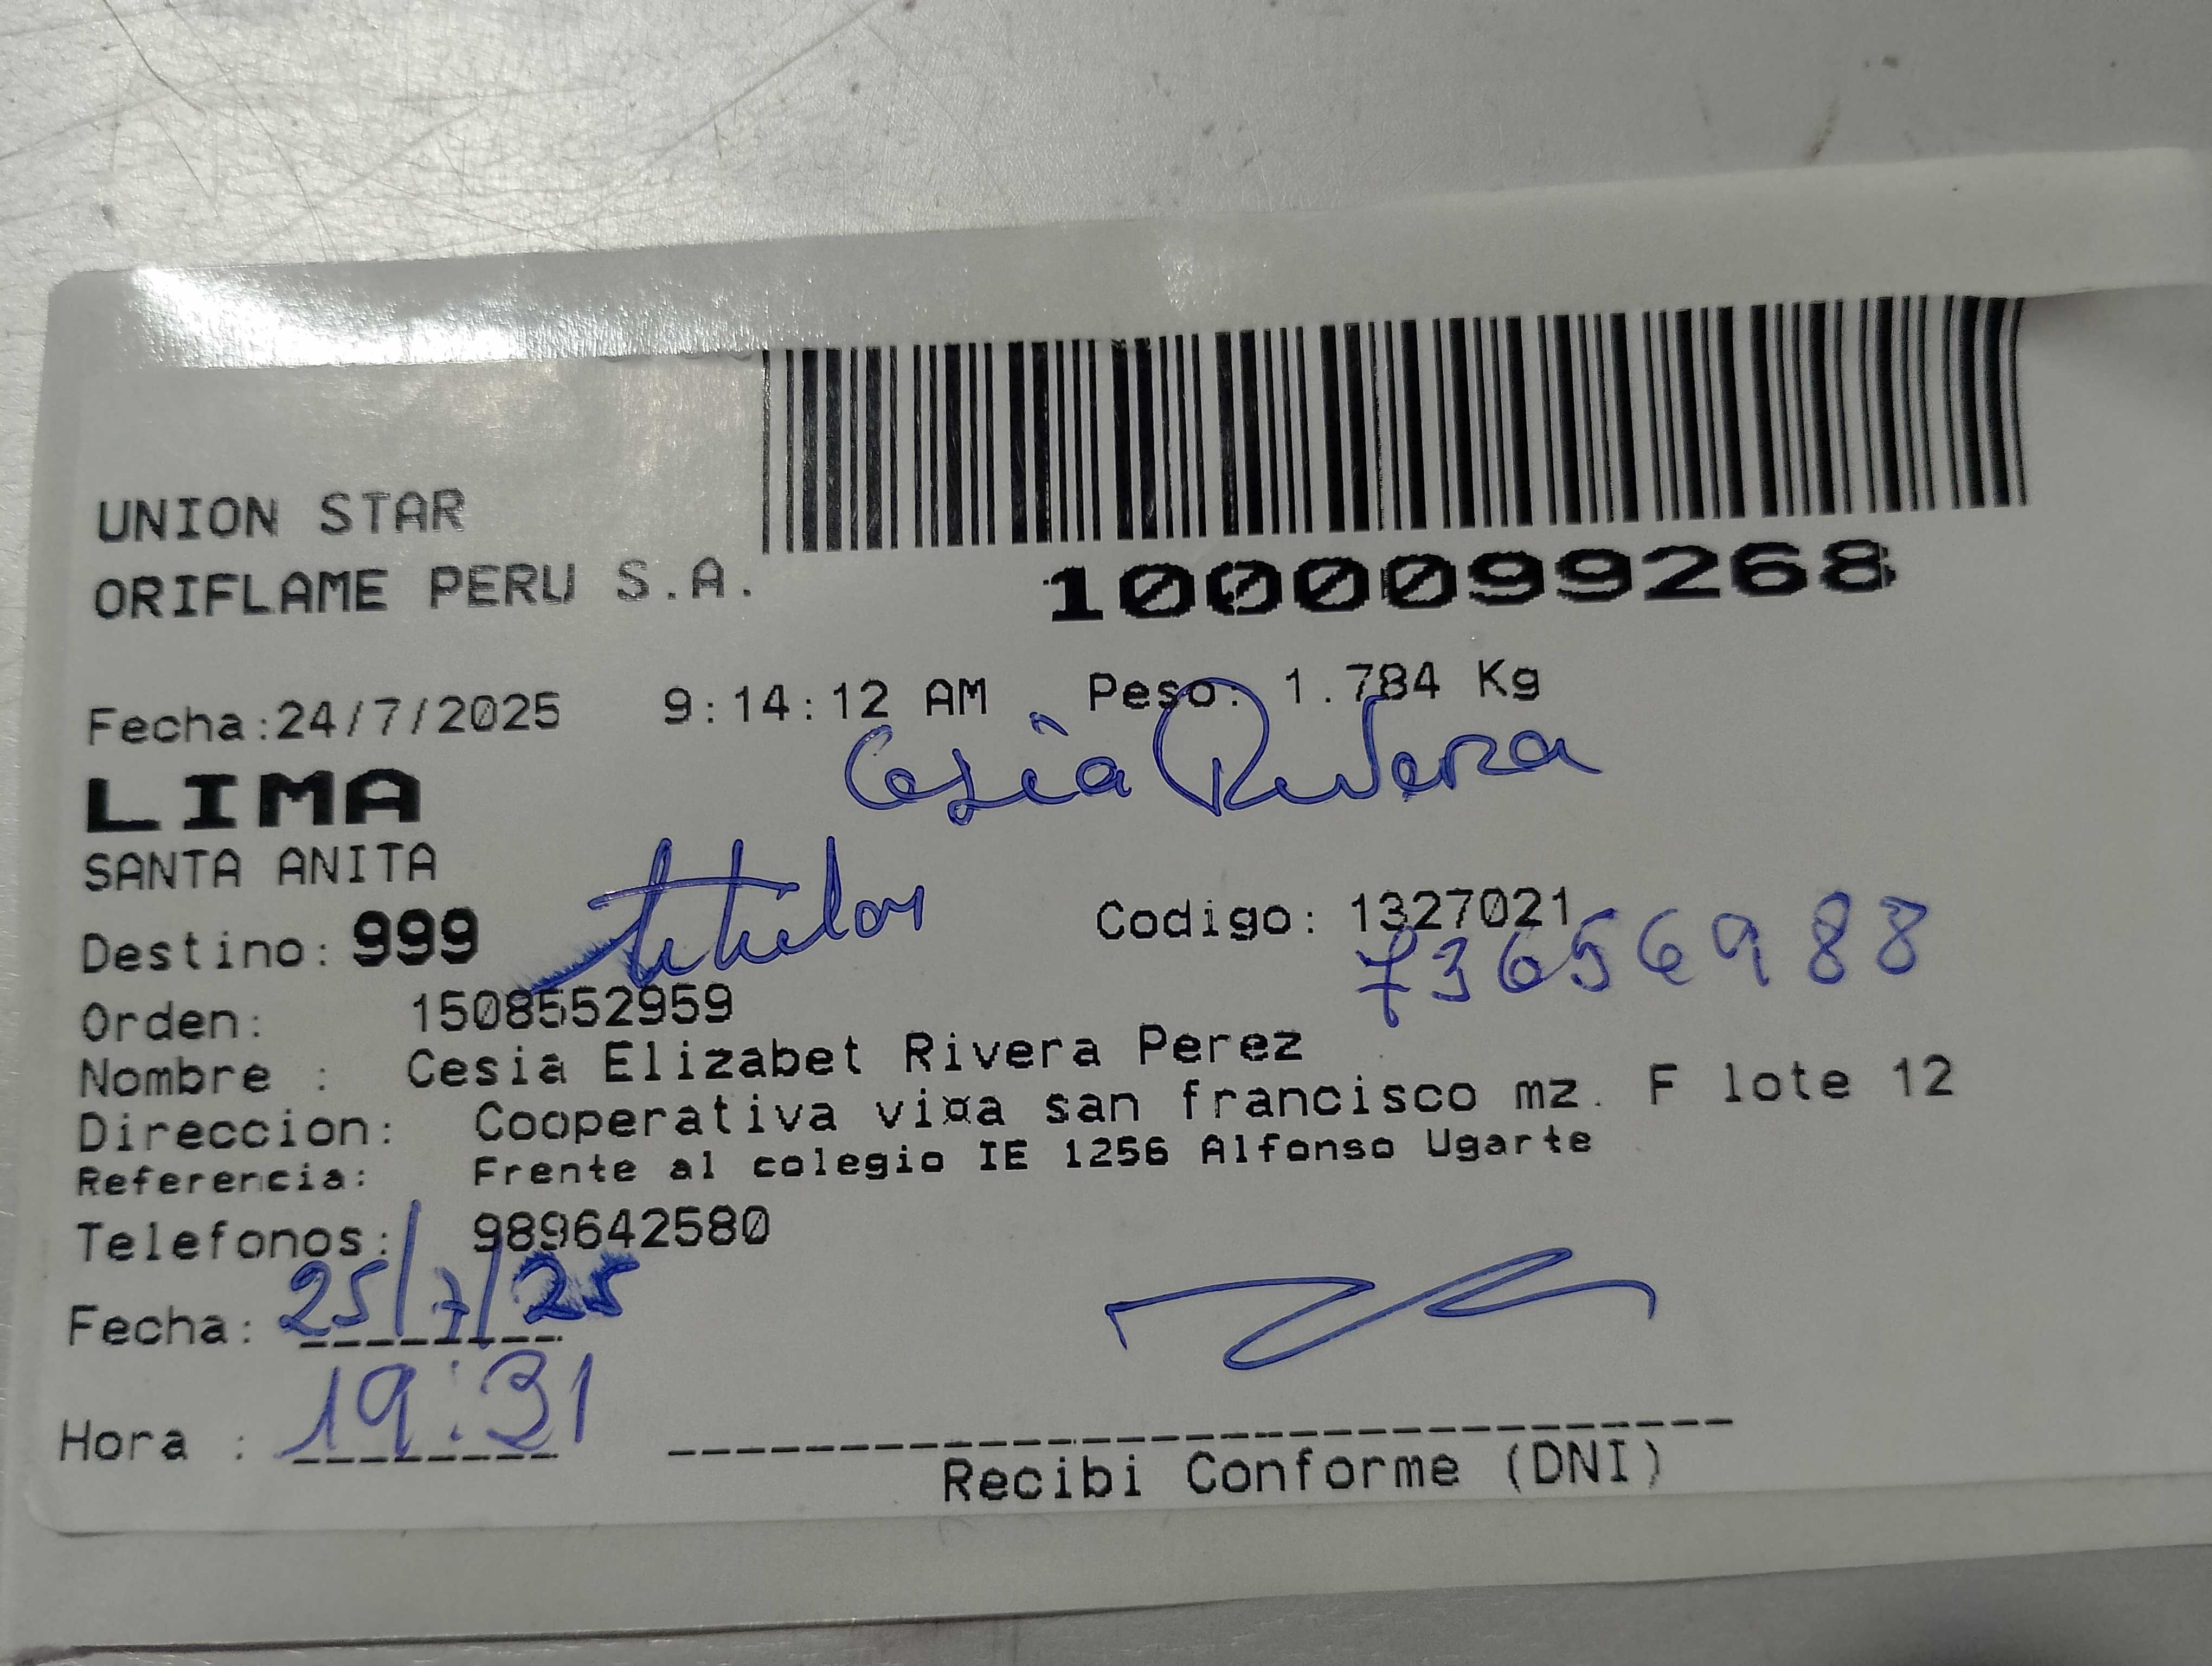 UNION STAR
ORIFLAME PERU S.A.
1000099268
Fecha:24/7/2025 9:14:12 AM Peso: 1.784 Kg
Cesia Rivera
LIMA
SANTA ANITA
titular
Destino: 999 Codigo: 1327021
73656988
Orden: 1508552959
Nombre : Cesia Elizabet Rivera Perez
Direccion: Cooperativa vi¤a san francisco mz. F lote 12
Referencia: Frente al colegio IE 1256 Alfonso Ugarte
Telefonos: 989642580
Fecha: 25/7/25
Hora : 19:31
Recibi Conforme (DNI)